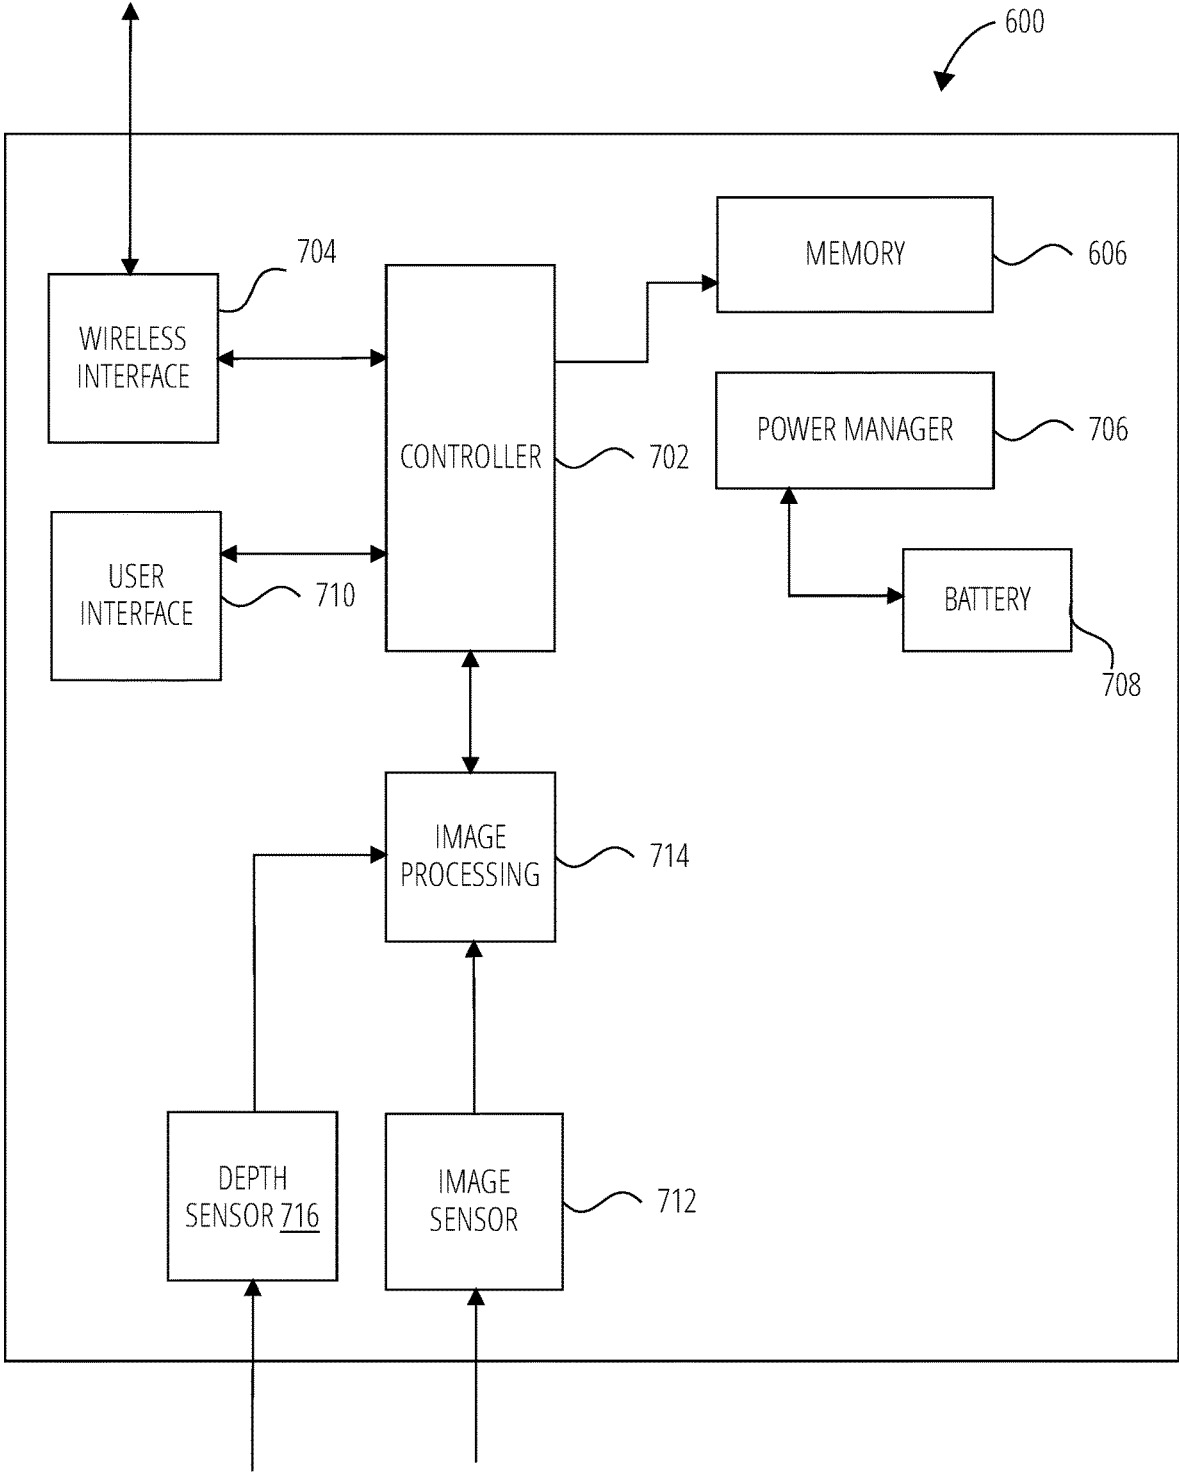 600
704
MEMORY
606
WIRELESS
INTERFACE
POWER MANAGER
706
CONTROLLER
702
USER
INTERFACE
710
BATTERY
708
IMAGE
PROCESSING
714
DEPTH
SENSOR 716
IMAGE
SENSOR
712